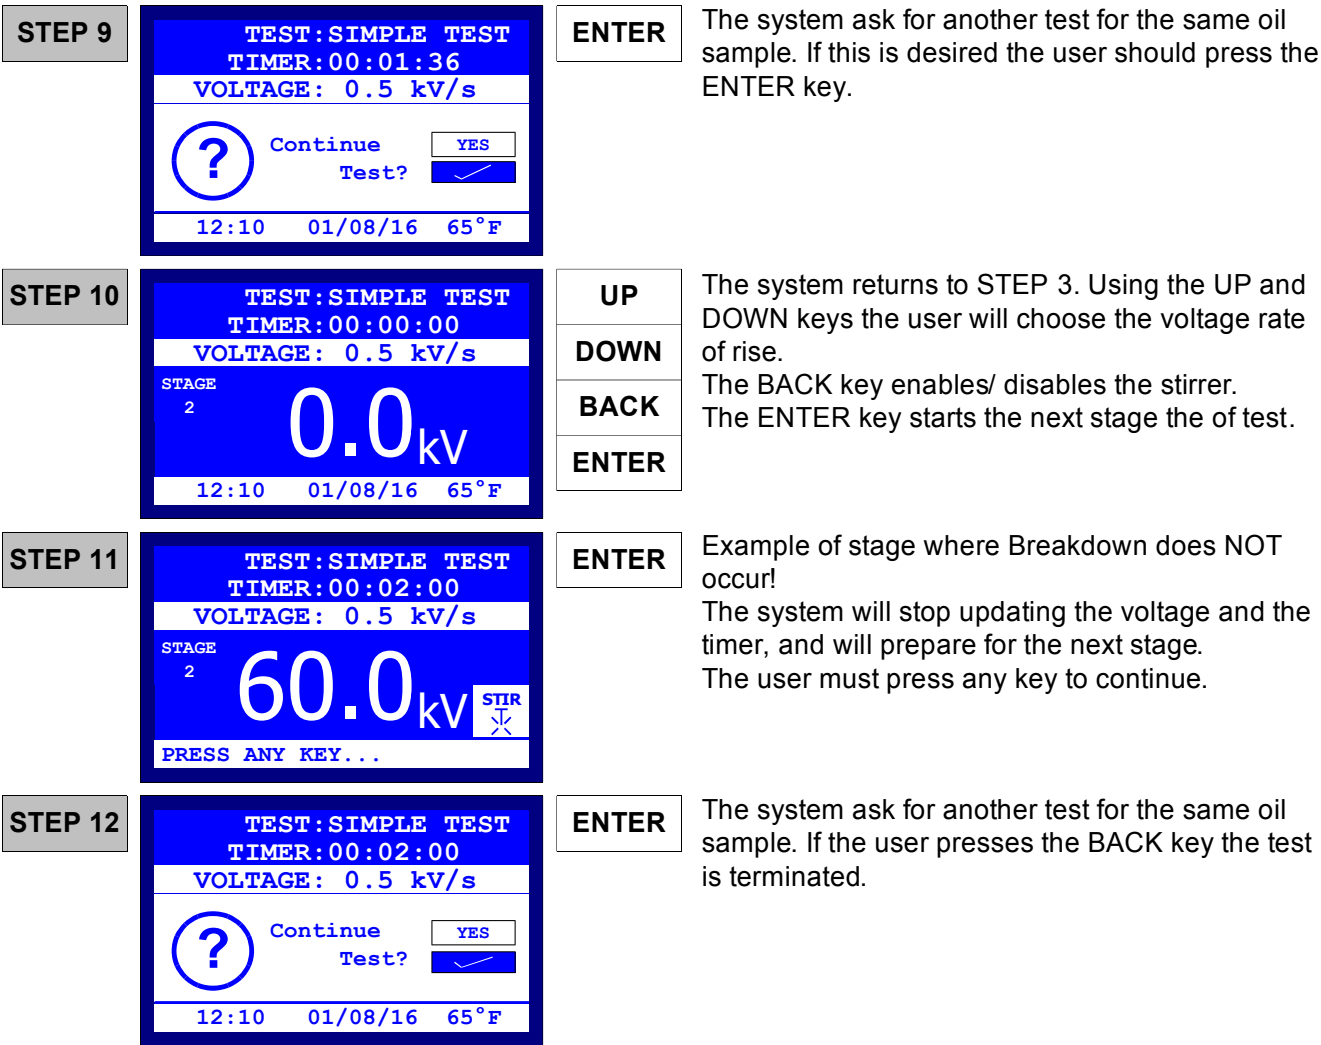 STEP 9
TEST:SIMPLE TEST
TIMER:00:01:36
VOLTAGE: 0.5 kV/s
?
Continue
Test?
YES
12:10 01/08/16 65°F
ENTER
The system ask for another test for the same oil
sample. If this is desired the user should press the
ENTER key.
STEP 10
TEST:SIMPLE TEST
TIMER:00:00:00
VOLTAGE: 0.5 kV/s
STAGE
2
0.0kV
12:10 01/08/16 65°F
UP
DOWN
BACK
ENTER
The system returns to STEP 3. Using the UP and
DOWN keys the user will choose the voltage rate
of rise.
The BACK key enables/ disables the stirrer.
The ENTER key starts the next stage the of test.
STEP 11
TEST:SIMPLE TEST
TIMER:00:02:00
VOLTAGE: 0.5 kV/s
STAGE
2
60.0kV
STIR
PRESS ANY KEY...
ENTER
Example of stage where Breakdown does NOT
occur!
The system will stop updating the voltage and the
timer, and will prepare for the next stage.
The user must press any key to continue.
STEP 12
TEST:SIMPLE TEST
TIMER:00:02:00
VOLTAGE: 0.5 kV/s
?
Continue
Test?
YES
12:10 01/08/16 65°F
ENTER
The system ask for another test for the same oil
sample. If the user presses the BACK key the test
is terminated.